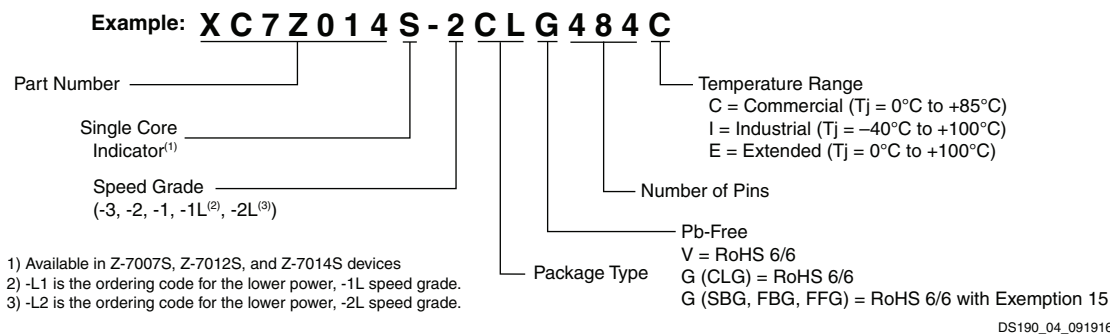 Example: XC7Z014S-2CLG484C
Part Number
Single Core
Indicator(1)
Speed Grade
(-3, -2, -1, -1L(2), -2L(3))
Temperature Range
C = Commercial (Tj = 0°C to +85°C)
I = Industrial (Tj = –40°C to +100°C)
E = Extended (Tj = 0°C to +100°C)
Number of Pins
Pb-Free
V = RoHS 6/6
G (CLG) = RoHS 6/6
G (SBG, FBG, FFG) = RoHS 6/6 with Exemption 15
Package Type
1) Available in Z-7007S, Z-7012S, and Z-7014S devices
2) -L1 is the ordering code for the lower power, -1L speed grade.
3) -L2 is the ordering code for the lower power, -2L speed grade.
DS190_04_091916